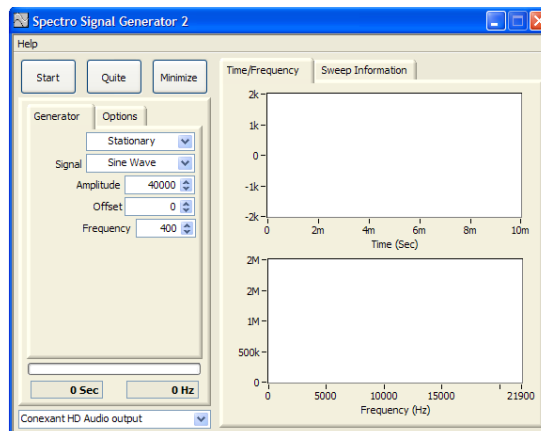 Spectro Signal Generator 2
Help
Start Quite Minimize
Generator Options
Stationary
Signal Sine Wave
Amplitude 40000
Offset 0
Frequency 400
0 Sec 0 Hz
Conexant HD Audio output
Time/Frequency Sweep Information
2k
1k
0
-1k
-2k
0 2m 4m 6m 8m 10m
Time (Sec)
2M
2M
1M
500k
0
0 5000 10000 15000 21900
Frequency (Hz)